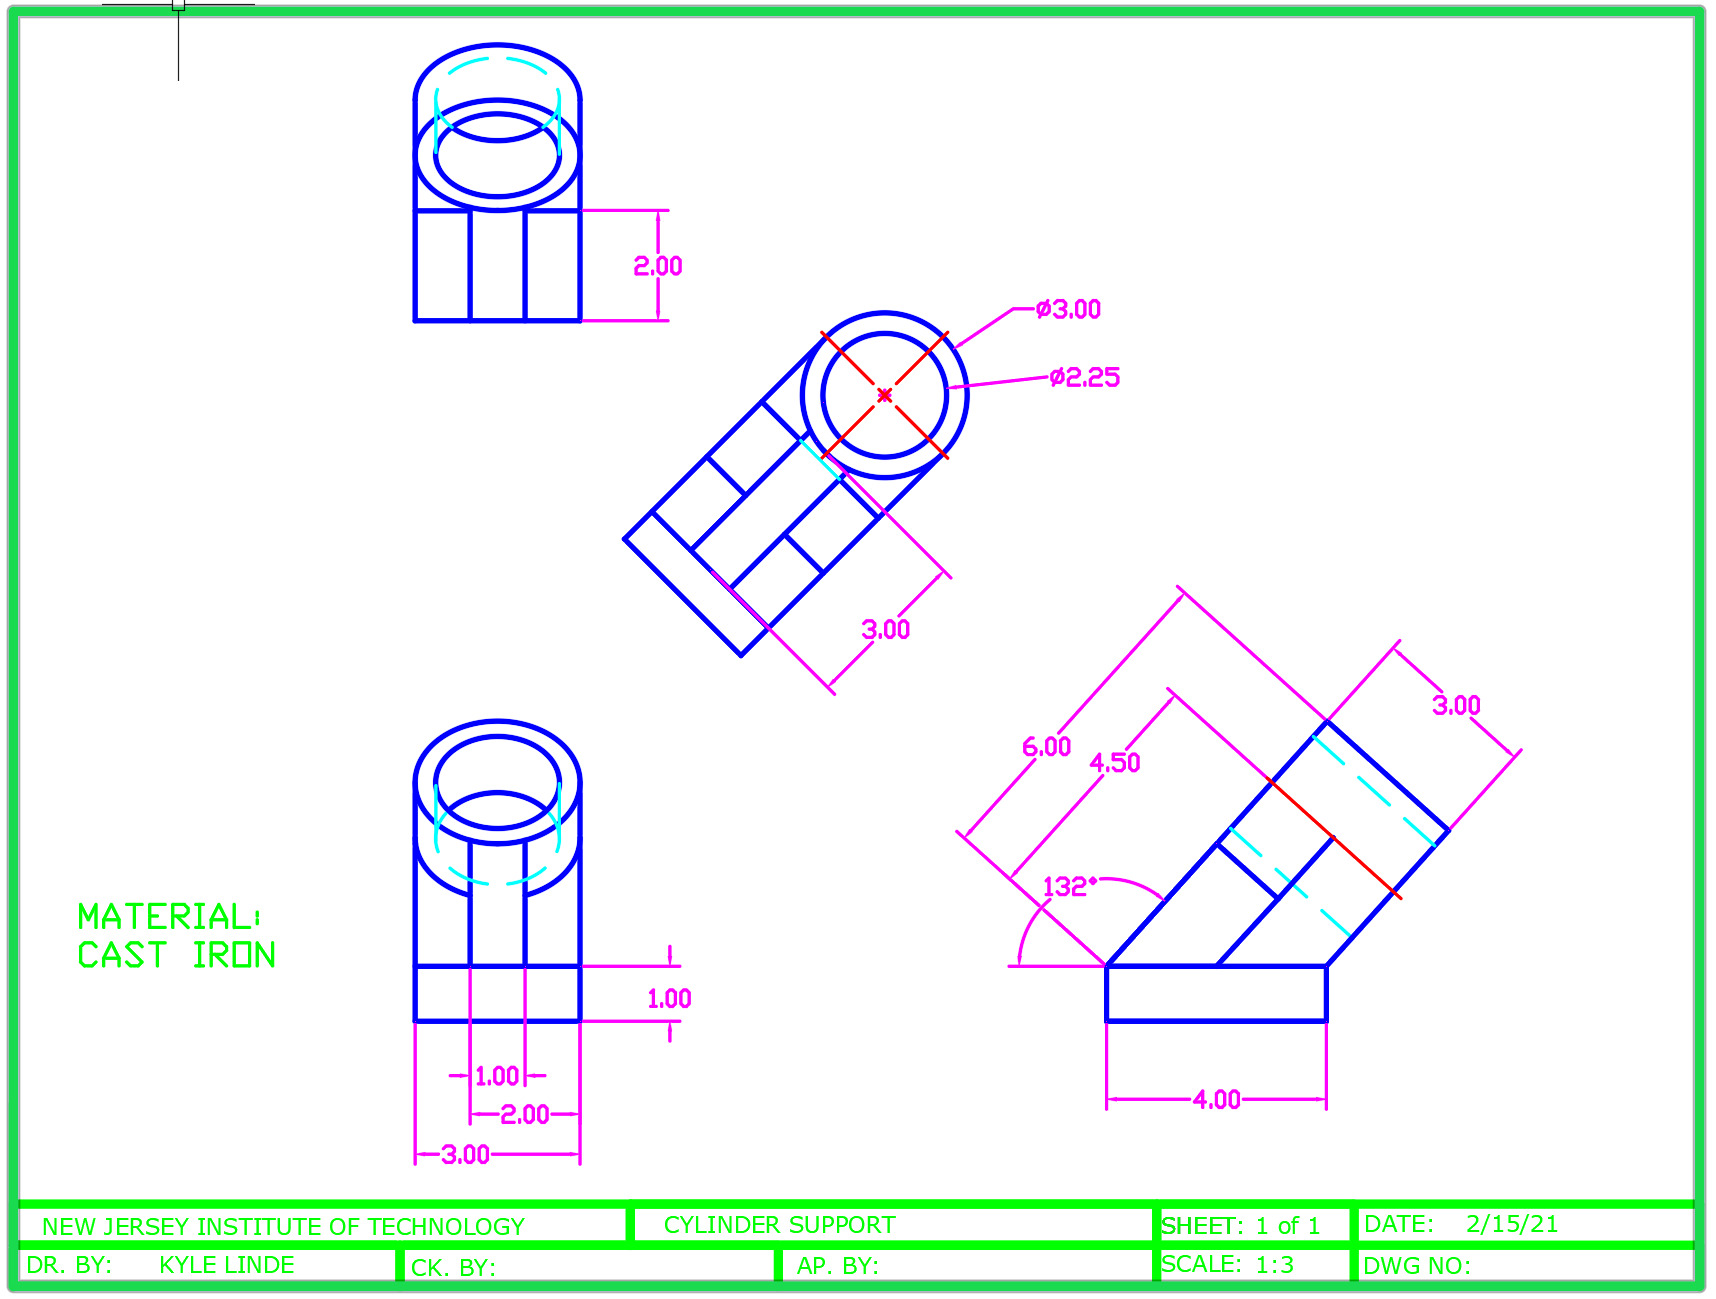 2.00
ø3.00
ø2.25
3.00
3.00
6.00
4.50
132°
MATERIAL:
CAST IRON
1.00
1.00
2.00
3.00
4.00
NEW JERSEY INSTITUTE OF TECHNOLOGY
CYLINDER SUPPORT
SHEET: 1 of 1
DATE: 2/15/21
DR. BY: KYLE LINDE
CK. BY:
AP. BY:
SCALE: 1:3
DWG NO: